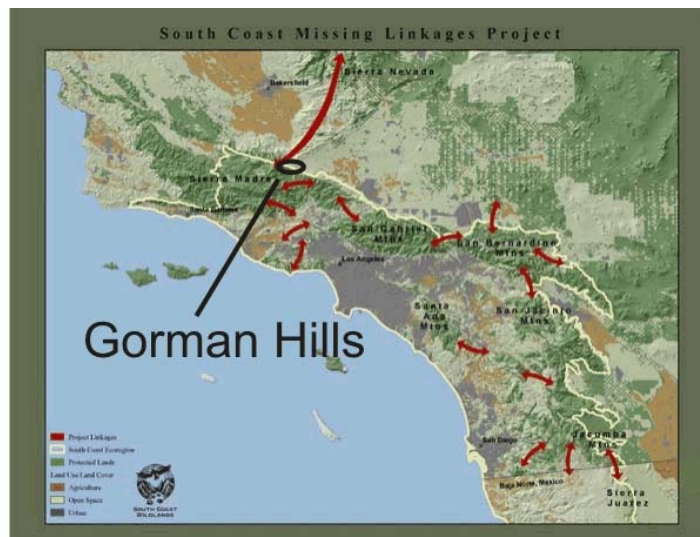 South Coast Missing Linkages Project
Sierra Nevada
Bakersfield
Sierra Madre
Santa Barbara
San Gabriel
Mtns
San Bernardino
Mtns
Los Angeles
Santa
Ana
Mtns
San Jacinto
Mtns
Gorman Hills
San Diego
Jacumba
Mtns
Baja Norte, Mexico
Sierra
Juarez
Project Linkages
South Coast Ecoregion
Protected Lands
Land Use/Land Cover
Agriculture
Open Space
Urban
South Coast
Wildlands